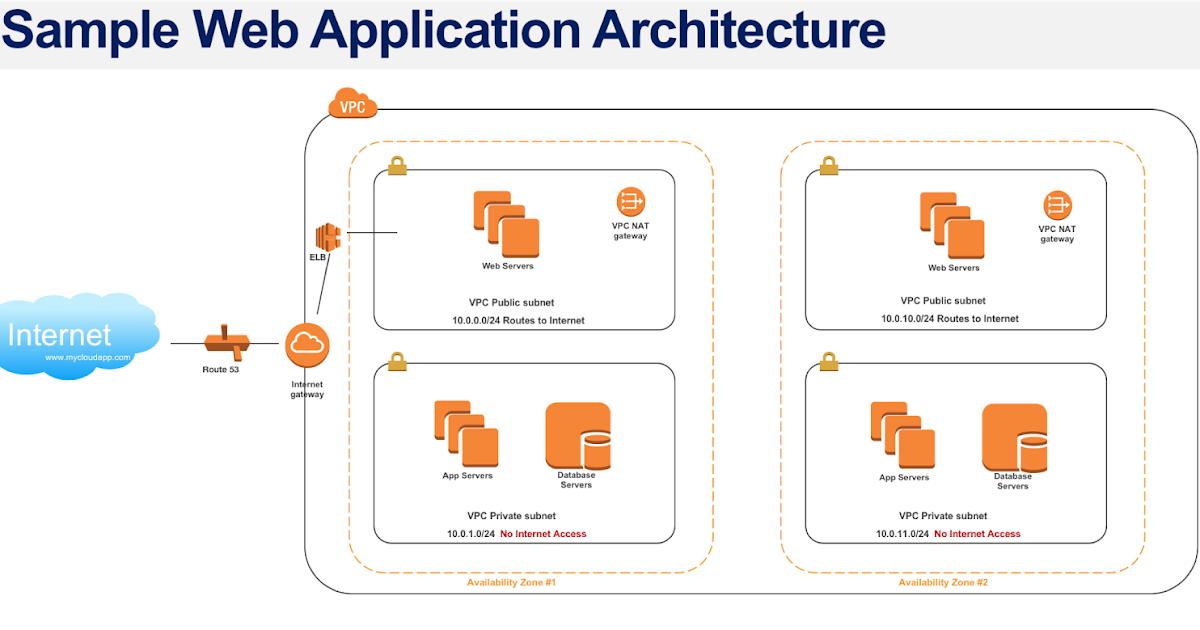 Sample Web Application Architecture
VPC
VPC NAT
gateway
Web Servers
VPC Public subnet
10.0.0.0/24 Routes to Internet
VPC NAT
gateway
Web Servers
VPC Public subnet
10.0.10.0/24 Routes to Internet
ELB
Internet
www.mycloudapp.com
Route 53
Internet
gateway
App Servers
Database
Servers
VPC Private subnet
10.0.1.0/24 No Internet Access
App Servers
Database
Servers
VPC Private subnet
10.0.11.0/24 No Internet Access
Availability Zone #1
Availability Zone #2